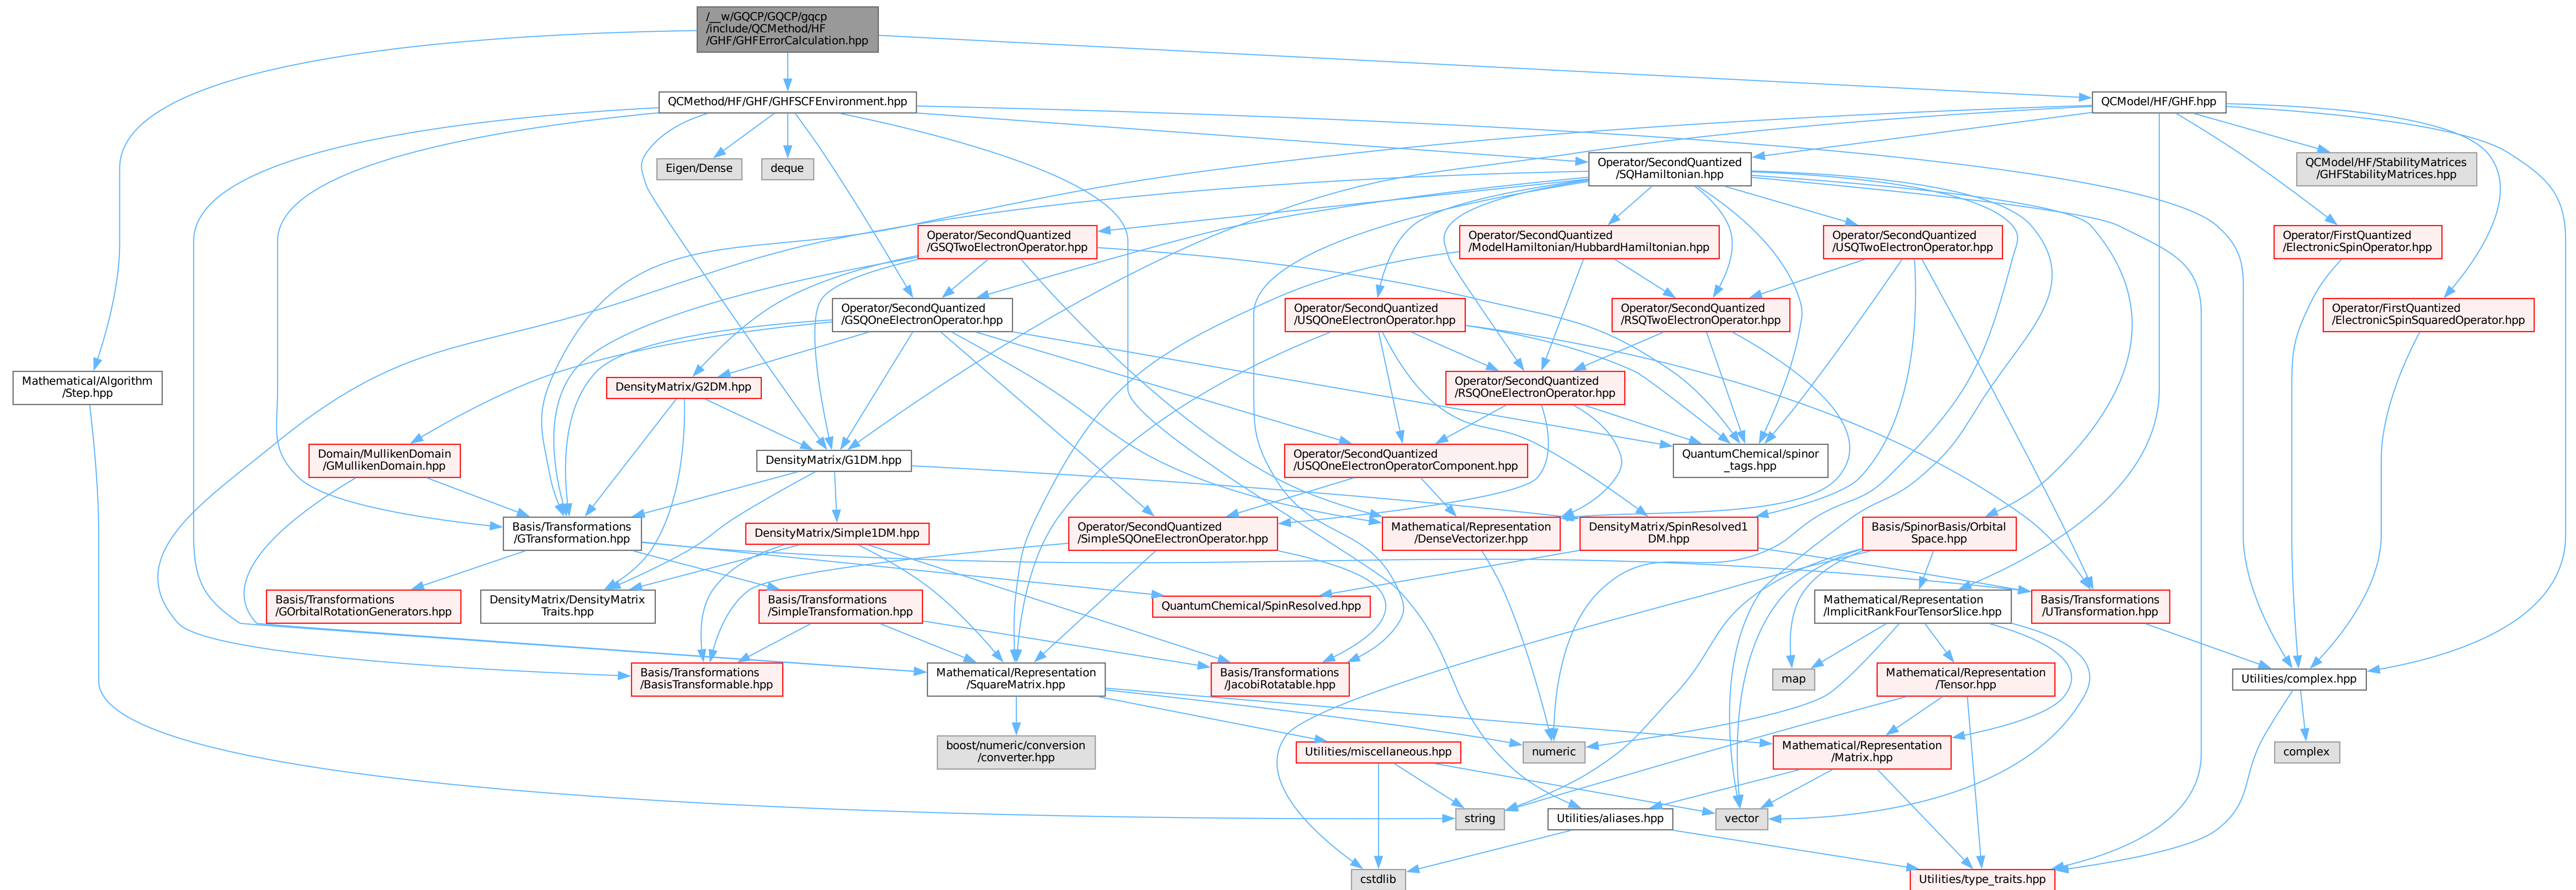 /__w/GQCP/GQCP/gqcp
/include/QCMethod/HF
/GHF/GHFErrorCalculation.hpp
QCMethod/HF/GHF/GHFSCFEnvironment.hpp
QCModel/HF/GHF.hpp
Eigen/Dense
deque
Operator/SecondQuantized
/SQHamiltonian.hpp
QCModel/HF/StabilityMatrices
/GHFStabilityMatrices.hpp
Operator/SecondQuantized
/GSQTwoElectronOperator.hpp
Operator/SecondQuantized
/ModelHamiltonian/HubbardHamiltonian.hpp
Operator/SecondQuantized
/USQTwoElectronOperator.hpp
Operator/FirstQuantized
/ElectronicSpinOperator.hpp
Operator/SecondQuantized
/GSQOneElectronOperator.hpp
Operator/SecondQuantized
/USQOneElectronOperator.hpp
Operator/SecondQuantized
/RSQTwoElectronOperator.hpp
Operator/FirstQuantized
/ElectronicSpinSquaredOperator.hpp
Mathematical/Algorithm
/Step.hpp
DensityMatrix/G2DM.hpp
Operator/SecondQuantized
/RSQOneElectronOperator.hpp
Domain/MullikenDomain
/GMullikenDomain.hpp
DensityMatrix/G1DM.hpp
Operator/SecondQuantized
/USQOneElectronOperatorComponent.hpp
QuantumChemical/spinor
_tags.hpp
Basis/Transformations
/GTransformation.hpp
DensityMatrix/Simple1DM.hpp
Operator/SecondQuantized
/SimpleSQOneElectronOperator.hpp
Mathematical/Representation
/DenseVectorizer.hpp
DensityMatrix/SpinResolved1
DM.hpp
Basis/SpinorBasis/Orbital
Space.hpp
Basis/Transformations
/GOrbitalRotationGenerators.hpp
DensityMatrix/DensityMatrix
Traits.hpp
Basis/Transformations
/SimpleTransformation.hpp
QuantumChemical/SpinResolved.hpp
Mathematical/Representation
/ImplicitRankFourTensorSlice.hpp
Basis/Transformations
/UTransformation.hpp
Basis/Transformations
/BasisTransformable.hpp
Mathematical/Representation
/SquareMatrix.hpp
Basis/Transformations
/JacobiRotatable.hpp
map
Mathematical/Representation
/Tensor.hpp
Utilities/complex.hpp
boost/numeric/conversion
/converter.hpp
Utilities/miscellaneous.hpp
numeric
Mathematical/Representation
/Matrix.hpp
complex
string
Utilities/aliases.hpp
vector
cstdlib
Utilities/type_traits.hpp